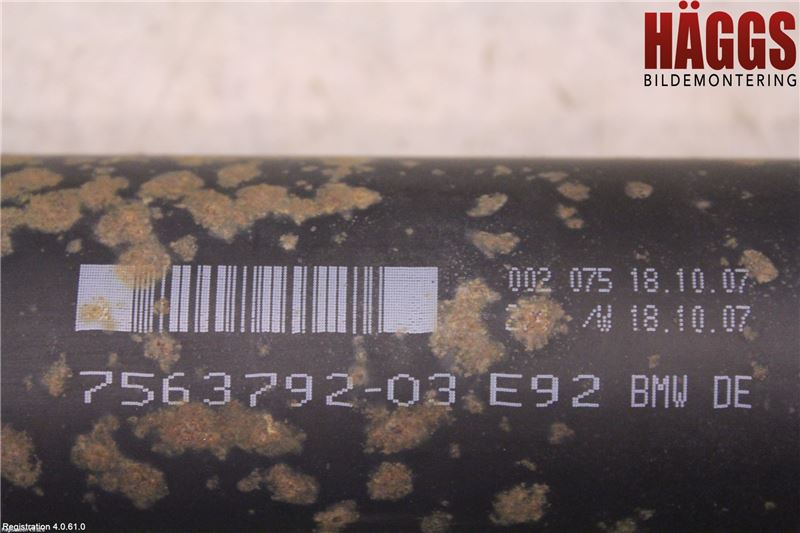 HÄGGS
BILDEMONTERING
002 075 18.10.07
/W 18.10.07
7563792-03 E92 BMW DE
Registration 4.0.61.0